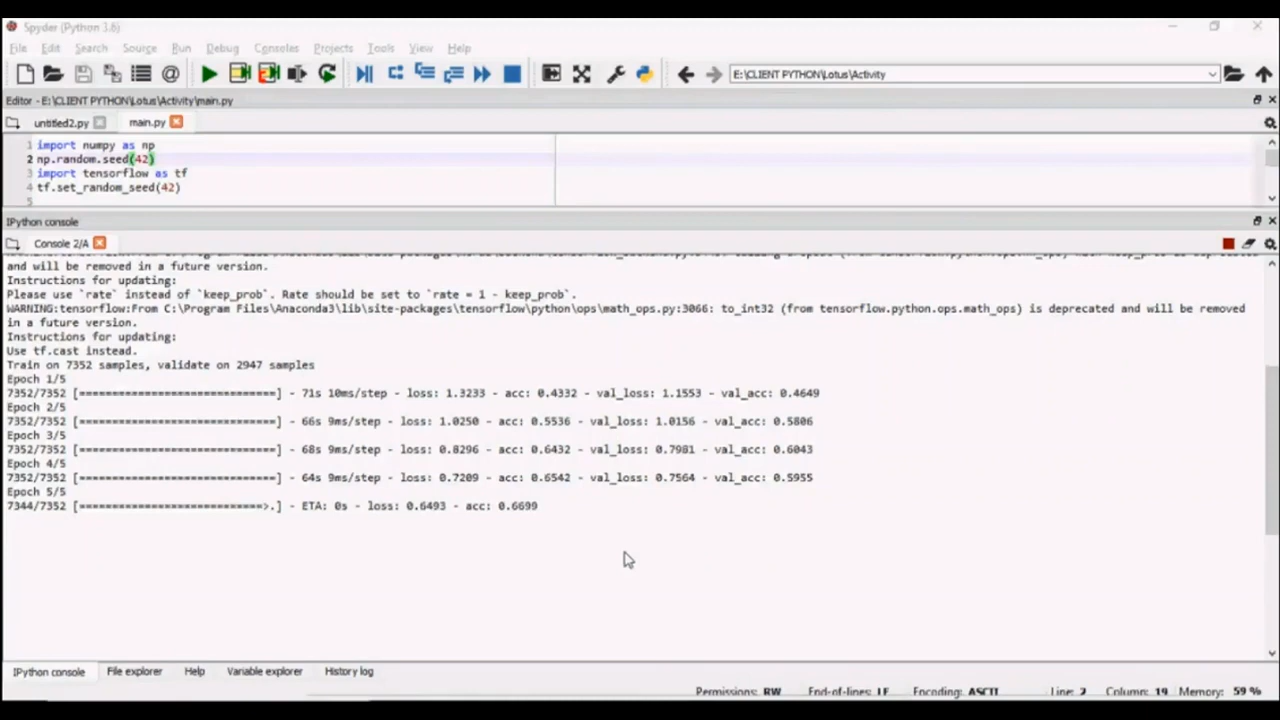 Spyder (Python 3.6)
File Edit Search Source Run Debug Consoles Projects Tools View Help
E:\CLIENT PYTHON\Lotus\Activity
Editor - E:\CLIENT PYTHON\Lotus\Activity\main.py
untitled2.py main.py
1 import numpy as np
2 np.random.seed(42)
3 import tensorflow as tf
4 tf.set_random_seed(42)
5
IPython console
Console 2/A
and will be removed in a future version.
Instructions for updating:
Please use `rate` instead of `keep_prob`. Rate should be set to `rate = 1 - keep_prob`.
WARNING:tensorflow:From C:\Program Files\Anaconda3\lib\site-packages\tensorflow\python\ops\math_ops.py:3066: to_int32 (from tensorflow.python.ops.math_ops) is deprecated and will be removed
in a future version.
Instructions for updating:
Use tf.cast instead.
Train on 7352 samples, validate on 2947 samples
Epoch 1/5
7352/7352 [==============================] - 71s 10ms/step - loss: 1.3233 - acc: 0.4332 - val_loss: 1.1553 - val_acc: 0.4649
Epoch 2/5
7352/7352 [==============================] - 66s 9ms/step - loss: 1.0250 - acc: 0.5536 - val_loss: 1.0156 - val_acc: 0.5806
Epoch 3/5
7352/7352 [==============================] - 68s 9ms/step - loss: 0.8296 - acc: 0.6432 - val_loss: 0.7981 - val_acc: 0.6043
Epoch 4/5
7352/7352 [==============================] - 64s 9ms/step - loss: 0.7209 - acc: 0.6542 - val_loss: 0.7564 - val_acc: 0.5955
Epoch 5/5
7344/7352 [============================>.] - ETA: 0s - loss: 0.6493 - acc: 0.6699
IPython console File explorer Help Variable explorer History log
Permissions: RW End-of-lines: LF Encoding: ASCII Line: 2 Column: 19 Memory: 59 %